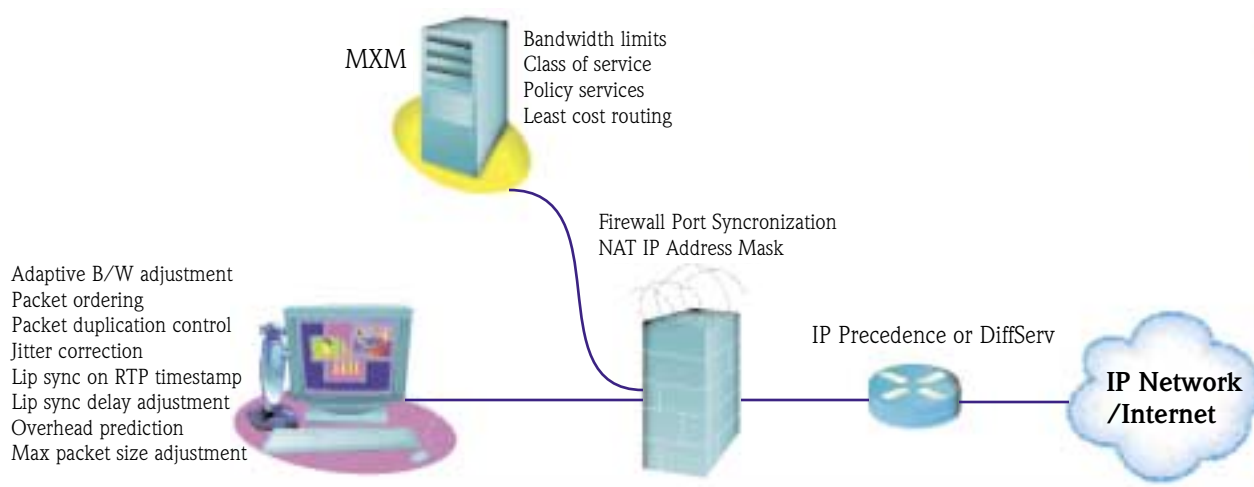 MXM
Bandwidth limits
Class of service
Policy services
Least cost routing
Firewall Port Syncronization
NAT IP Address Mask
Adaptive B/W adjustment
Packet ordering
Packet duplication control
Jitter correction
Lip sync on RTP timestamp
Lip sync delay adjustment
Overhead prediction
Max packet size adjustment
IP Precedence or DiffServ
IP Network
/Internet